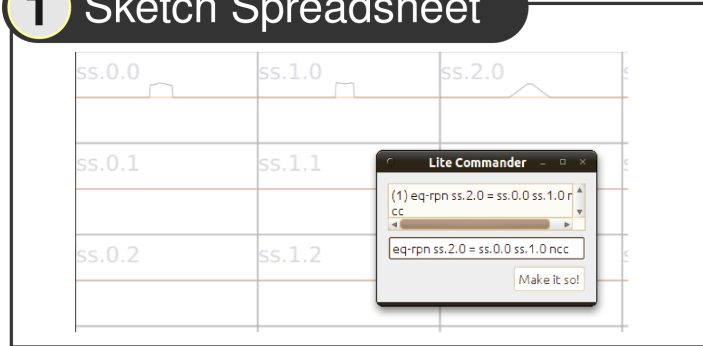 1 Sketch Spreadsheet
ss.0.0 ss.1.0 ss.2.0
ss.0.1 ss.1.1
Lite Commander
(1) eq-rpn ss.2.0 = ss.0.0 ss.1.0 n
cc
ss.0.2 ss.1.2
eq-rpn ss.2.0 = ss.0.0 ss.1.0 ncc
Make it so!